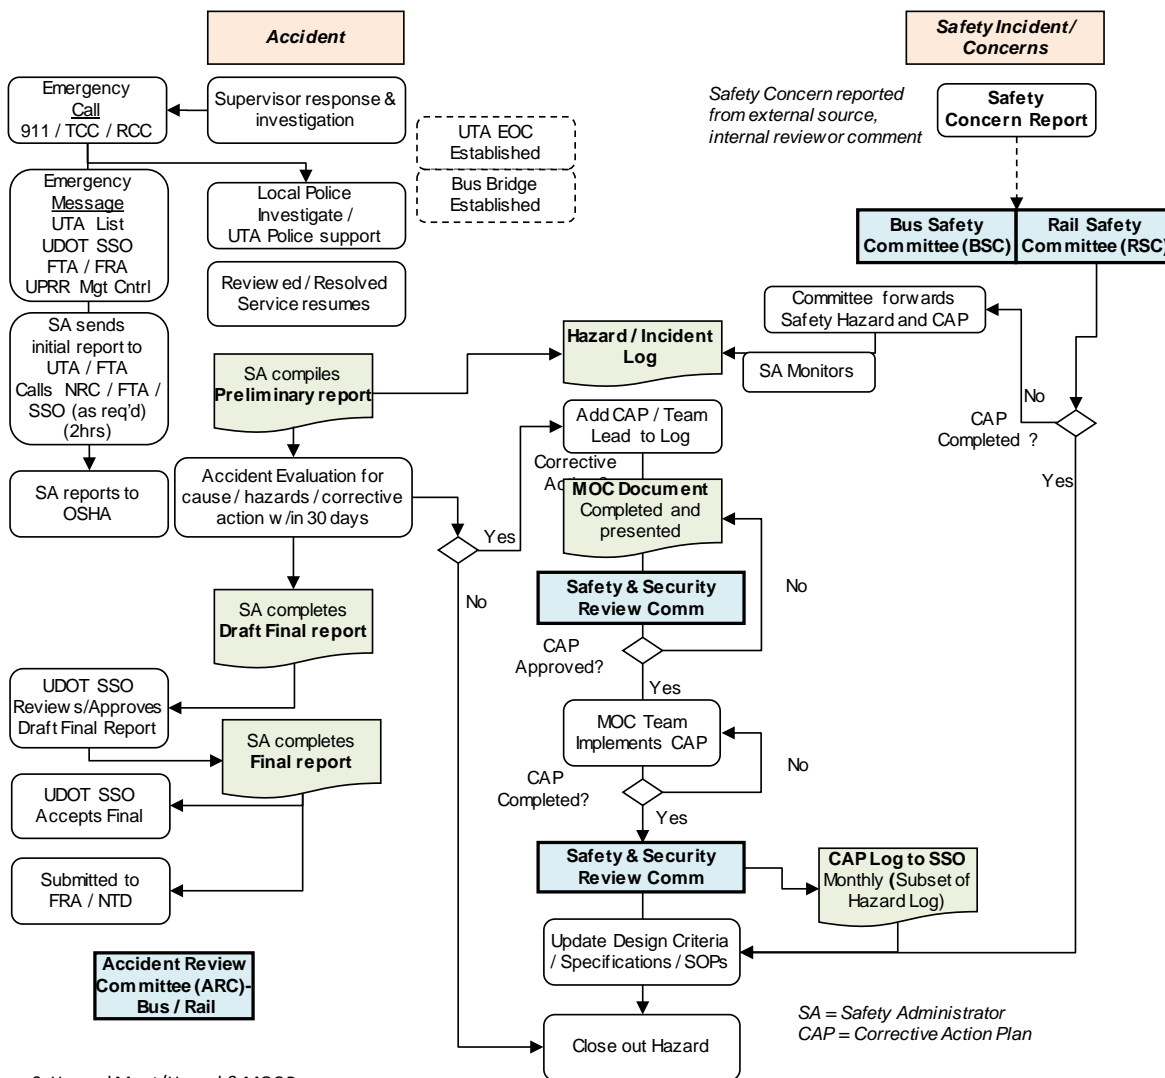 Accident
Safety Incident/
Concerns
Emergency
Call
911 / TCC / RCC
Supervisor response &
investigation
UTA EOC
Established
Bus Bridge
Established
Safety Concern reported
from external source,
internal review or comment
Safety
Concern Report
Emergency
Message
UTA List
UDOT SSO
FTA / FRA
UPRR Mgt Cntrl
Local Police
Investigate /
UTA Police support
Bus Safety
Committee (BSC)
Rail Safety
Committee (RSC)
Reviewed / Resolved
Service resumes
Committee forwards
Safety Hazard and CAP
SA sends
initial report to
UTA / FTA
Calls NRC / FTA /
SSO (as req'd)
(2hrs)
SA compiles
Preliminary report
Hazard / Incident
Log
SA Monitors
No
CAP
Completed ?
Yes
Add CAP / Team
Lead to Log
Corrective
SA reports to
OSHA
Accident Evaluation for
cause / hazards / corrective
action w/in 30 days
Yes
No
MOC Document
Completed and
presented
No
Safety & Security
Review Comm
CAP
Approved?
Yes
SA completes
Draft Final report
UDOT SSO
Reviews/Approves
Draft Final Report
SA completes
Final report
MOC Team
Implements CAP
No
CAP
Completed?
Yes
UDOT SSO
Accepts Final
Submitted to
FRA / NTD
Safety & Security
Review Comm
CAP Log to SSO
Monthly (Subset of
Hazard Log)
Update Design Criteria
/ Specifications / SOPs
Accident Review
Committee (ARC)-
Bus / Rail
Close out Hazard
SA = Safety Administrator
CAP = Corrective Action Plan